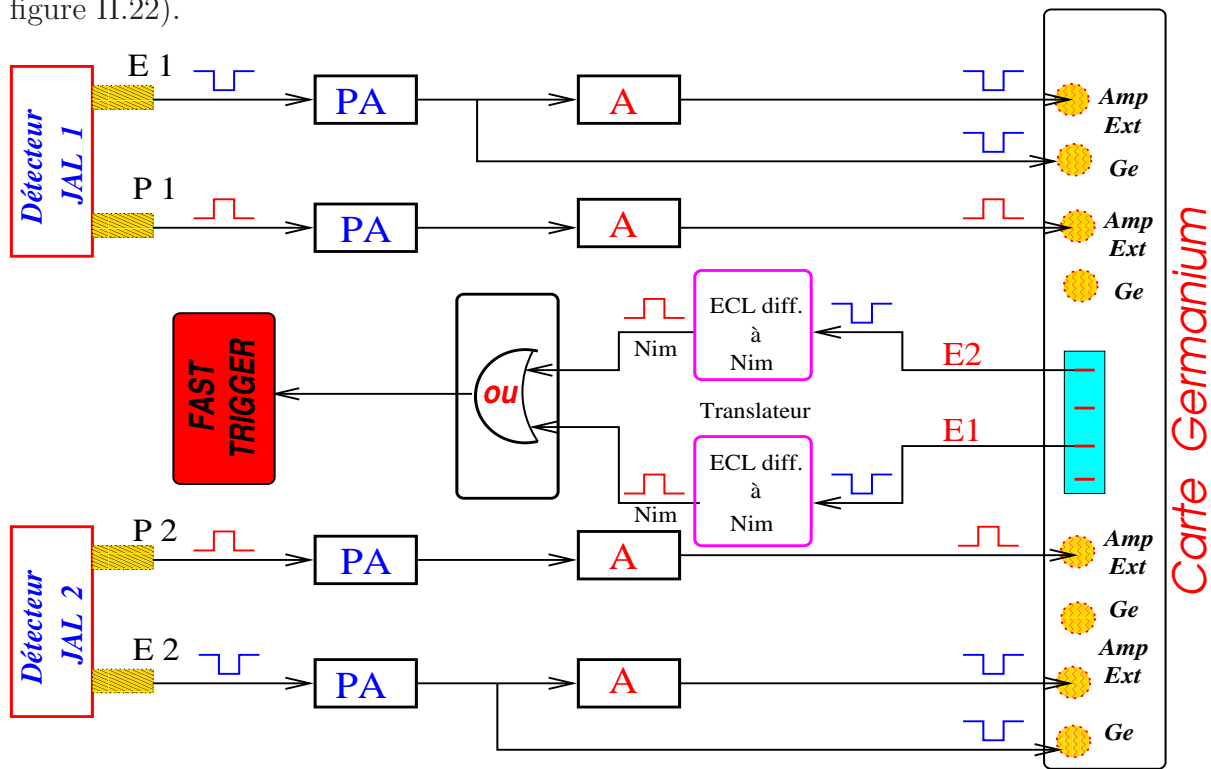 figure II.22).
E 1
PA
A
Amp
Ext
Ge
Détecteur
JAL 1
P 1
PA
A
Amp
Ext
Ge
FAST
TRIGGER
ou
Nim
ECL diff.
à
Nim
E2
Translateur
Nim
ECL diff.
à
Nim
E1
Carte Germanium
Détecteur
JAL 2
P 2
PA
A
Amp
Ext
Ge
E 2
PA
A
Amp
Ext
Ge